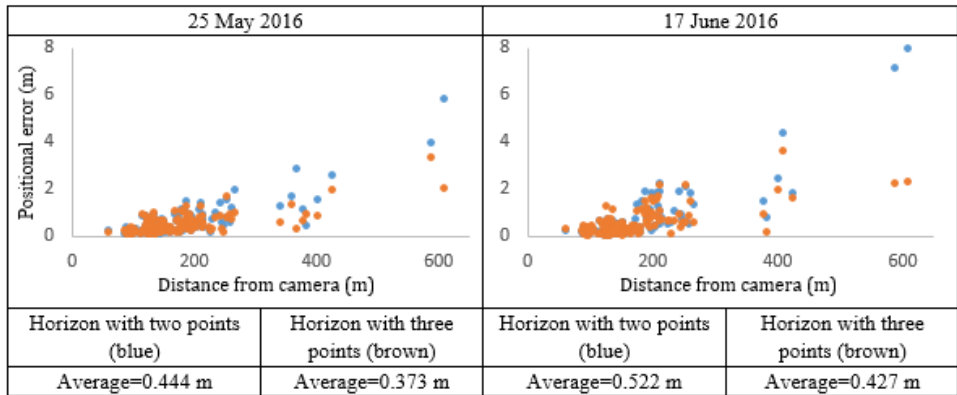 25 May 2016
17 June 2016
Positional error (m)
8
6
4
2
0
0 200 400 600
Distance from camera (m)
8
6
4
2
0
0 200 400 600
Distance from camera (m)
Horizon with two points
(blue)
Horizon with three
points (brown)
Horizon with two points
(blue)
Horizon with three
points (brown)
Average=0.444 m
Average=0.373 m
Average=0.522 m
Average=0.427 m